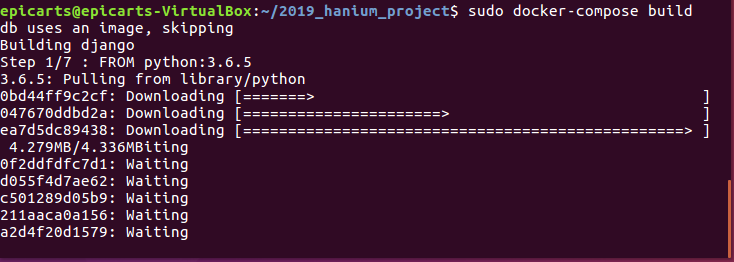 epicarts@epicarts-VirtualBox:~/2019_hanium_project$ sudo docker-compose build
db uses an image, skipping
Building django
Step 1/7 : FROM python:3.6.5
3.6.5: Pulling from library/python
0bd44ff9c2cf: Downloading [=======>                                           ]
047670ddbd2a: Downloading [======================>                            ]
ea7d5dc89438: Downloading [=================================================> ]
 4.279MB/4.336MBiting
0f2ddfdfc7d1: Waiting
d055f4d7ae62: Waiting
c501289d05b9: Waiting
211aaca0a156: Waiting
a2d4f20d1579: Waiting